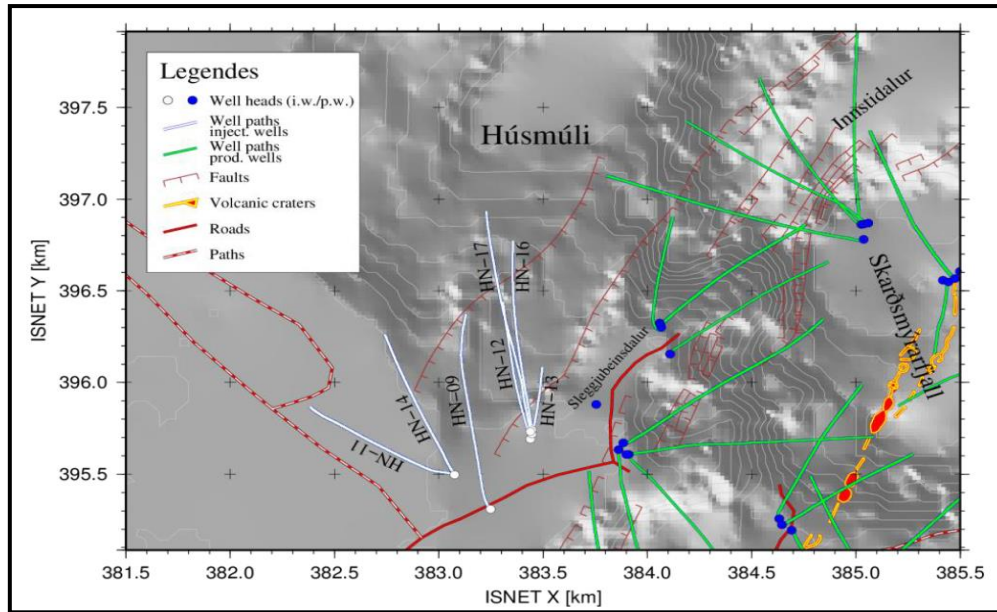 Legendes
Well heads (i.w./p.w.)
Well paths
inject. wells
Well paths
prod. wells
Faults
Volcanic craters
Roads
Paths
Húsmúli
Innstidalur
Skarðsmýrarfjall
Sleggjubeinsdalur
HN-17
HN-16
HN-12
HN-13
HN-09
HN-14
HN-11
397.5
397.0
396.5
396.0
395.5
ISNET Y [km]
381.5 382.0 382.5 383.0 383.5 384.0 384.5 385.0 385.5
ISNET X [km]